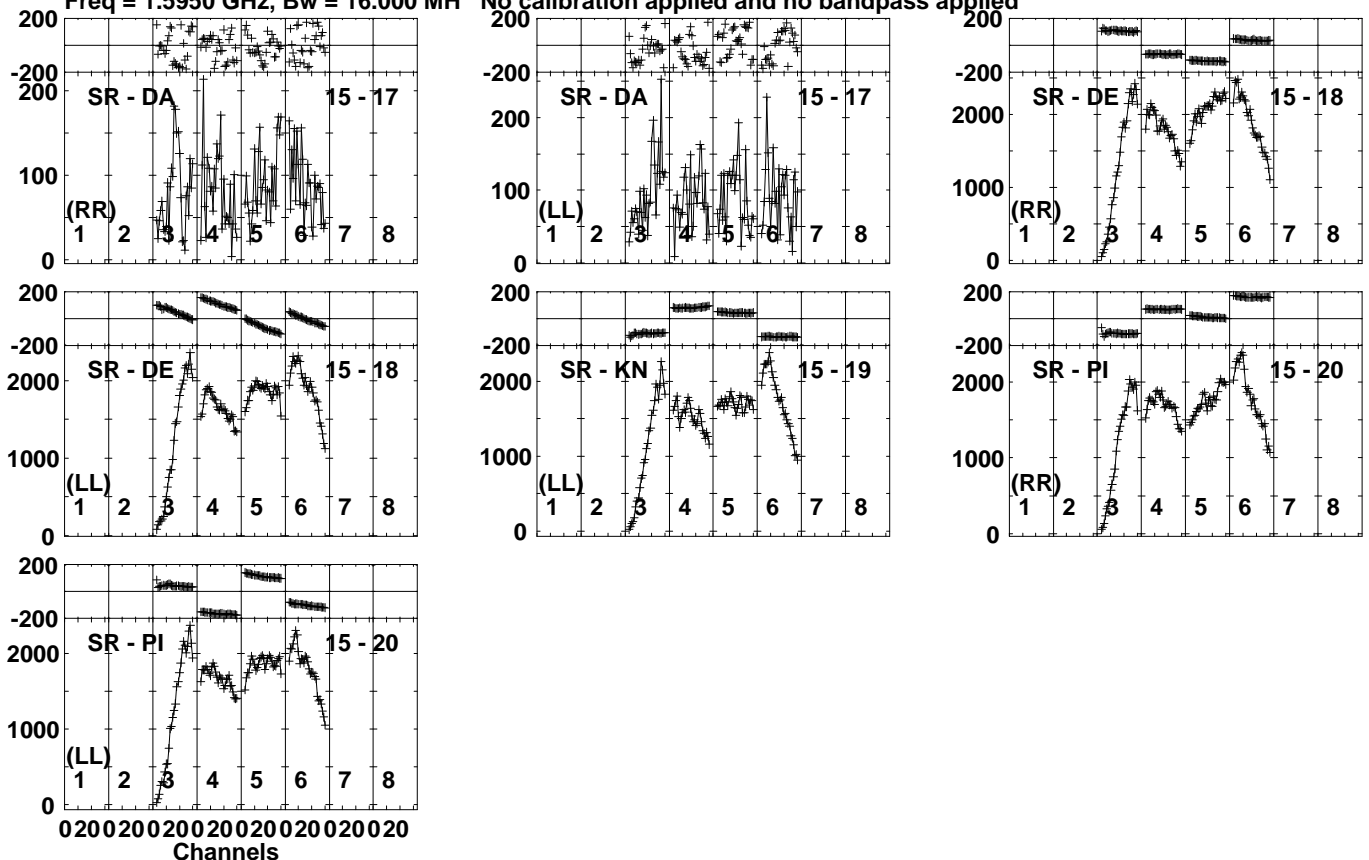 Freq = 1.5950 GHz, Bw = 16.000 MH No calibration applied and no bandpass applied
200
-200
SR - DA 15 - 17
200
100
0
(RR)
1 2 3 4 5 6 7 8
200
-200
SR - DA 15 - 17
200
100
0
(LL)
1 2 3 4 5 6 7 8
200
-200
SR - DE 15 - 18
2000
1000
0
(RR)
1 2 3 4 5 6 7 8
200
-200
SR - DE 15 - 18
2000
1000
0
(LL)
1 2 3 4 5 6 7 8
200
-200
SR - KN 15 - 19
2000
1000
0
(LL)
1 2 3 4 5 6 7 8
200
-200
SR - PI 15 - 20
2000
1000
0
(RR)
1 2 3 4 5 6 7 8
200
-200
SR - PI 15 - 20
2000
1000
0
(LL)
1 2 3 4 5 6 7 8
0 20 0 20 0 20 0 20 0 20 0 20 0 20 0 20
Channels